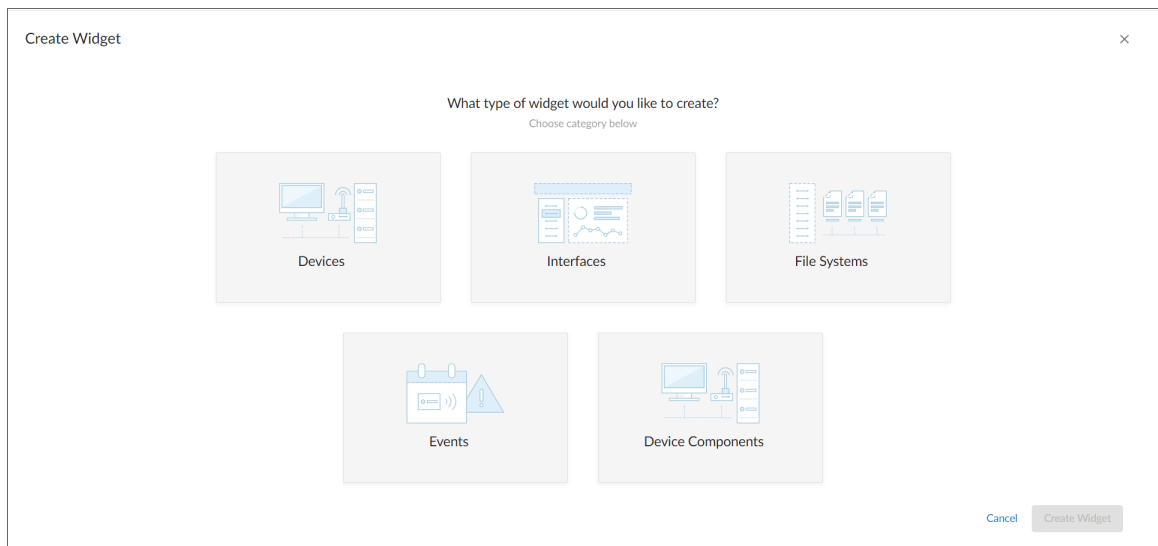 Create Widget
What type of widget would you like to create?
Choose category below
Devices
Interfaces
File Systems
Events
Device Components
Cancel
Create Widget